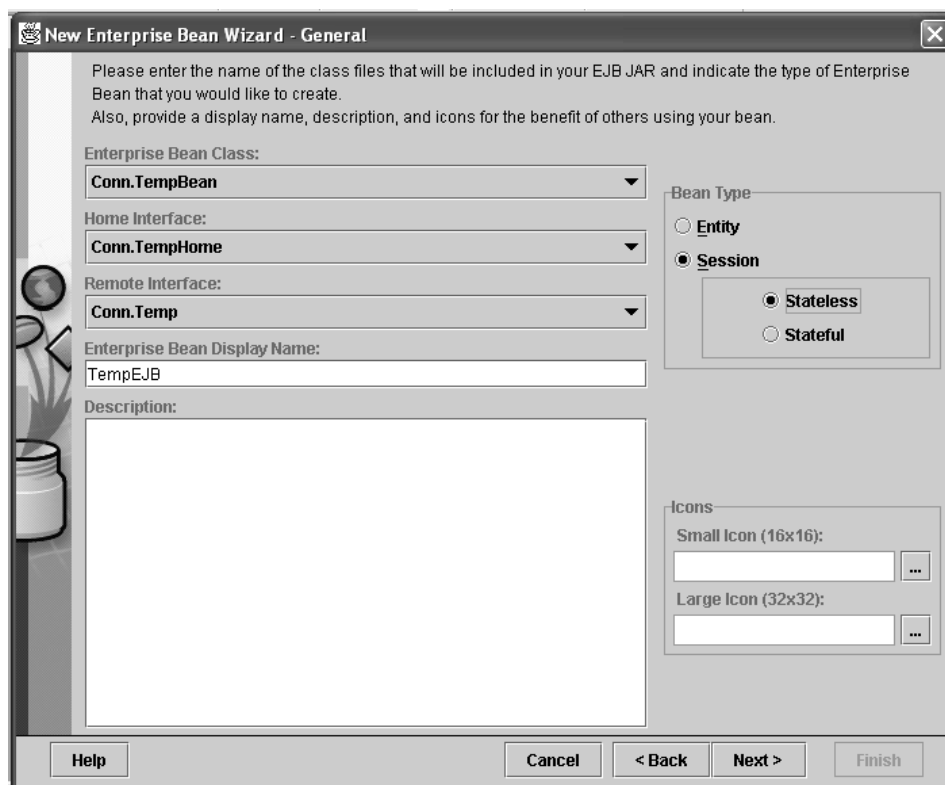 New Enterprise Bean Wizard - General
Please enter the name of the class files that will be included in your EJB JAR and indicate the type of Enterprise
Bean that you would like to create.
Also, provide a display name, description, and icons for the benefit of others using your bean.
Enterprise Bean Class:
Conn.TempBean
Home Interface:
Conn.TempHome
Remote Interface:
Conn.Temp
Enterprise Bean Display Name:
TempEJB
Description:
Bean Type
Entity
Session
Stateless
Stateful
Icons
Small Icon (16x16):
...
Large Icon (32x32):
...
Help
Cancel
< Back
Next >
Finish